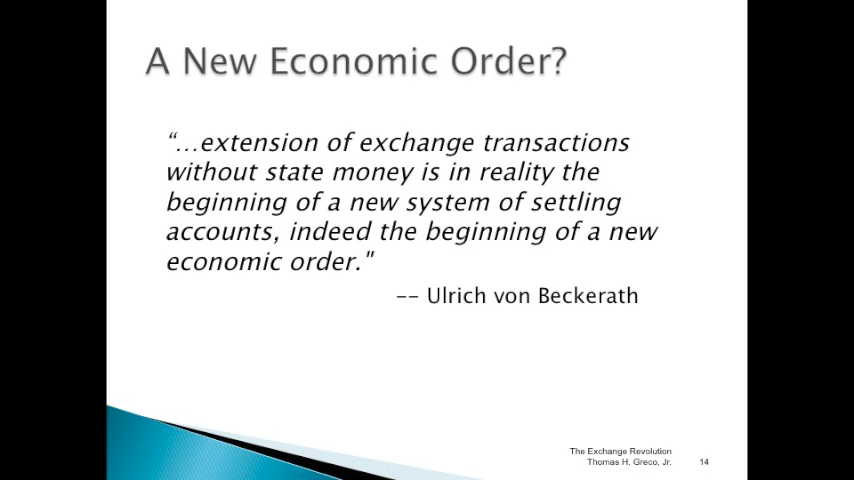 A New Economic Order?
“…extension of exchange transactions
without state money is in reality the
beginning of a new system of settling
accounts, indeed the beginning of a new
economic order."
-- Ulrich von Beckerath
The Exchange Revolution
Thomas H. Greco, Jr.
14